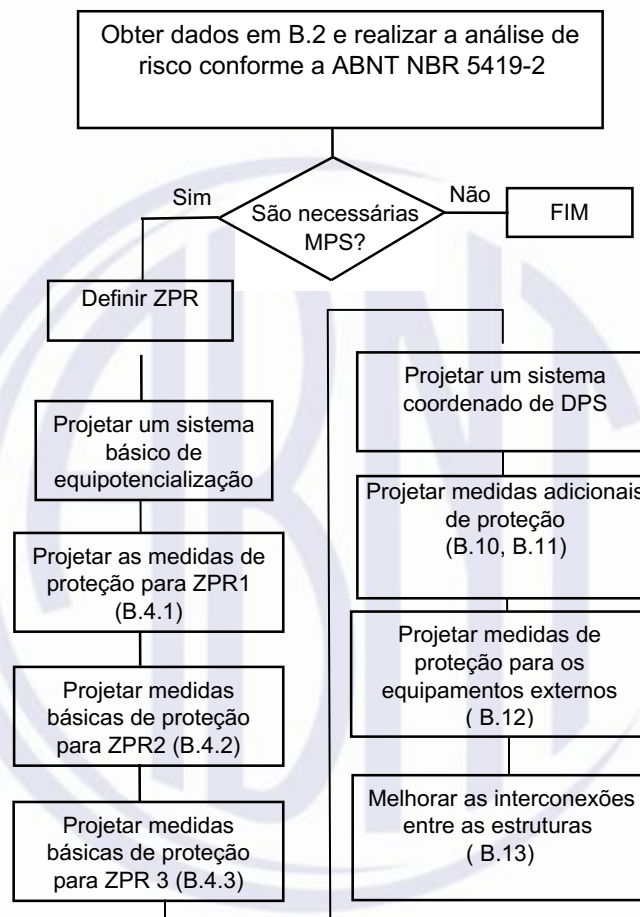 Obter dados em B.2 e realizar a análise de
risco conforme a ABNT NBR 5419-2
Sim
São necessárias
MPS?
Não
FIM
Definir ZPR
Projetar um sistema
básico de
equipotencialização
Projetar as medidas de
proteção para ZPR1
(B.4.1)
Projetar medidas
básicas de proteção
para ZPR2 (B.4.2)
Projetar medidas
básicas de proteção
para ZPR 3 (B.4.3)
Projetar um sistema
coordenado de DPS
Projetar medidas adicionais
de proteção
(B.10, B.11)
Projetar medidas de
proteção para os
equipamentos externos
( B.12)
Melhorar as interconexões
entre as estruturas
( B.13)
ABNT